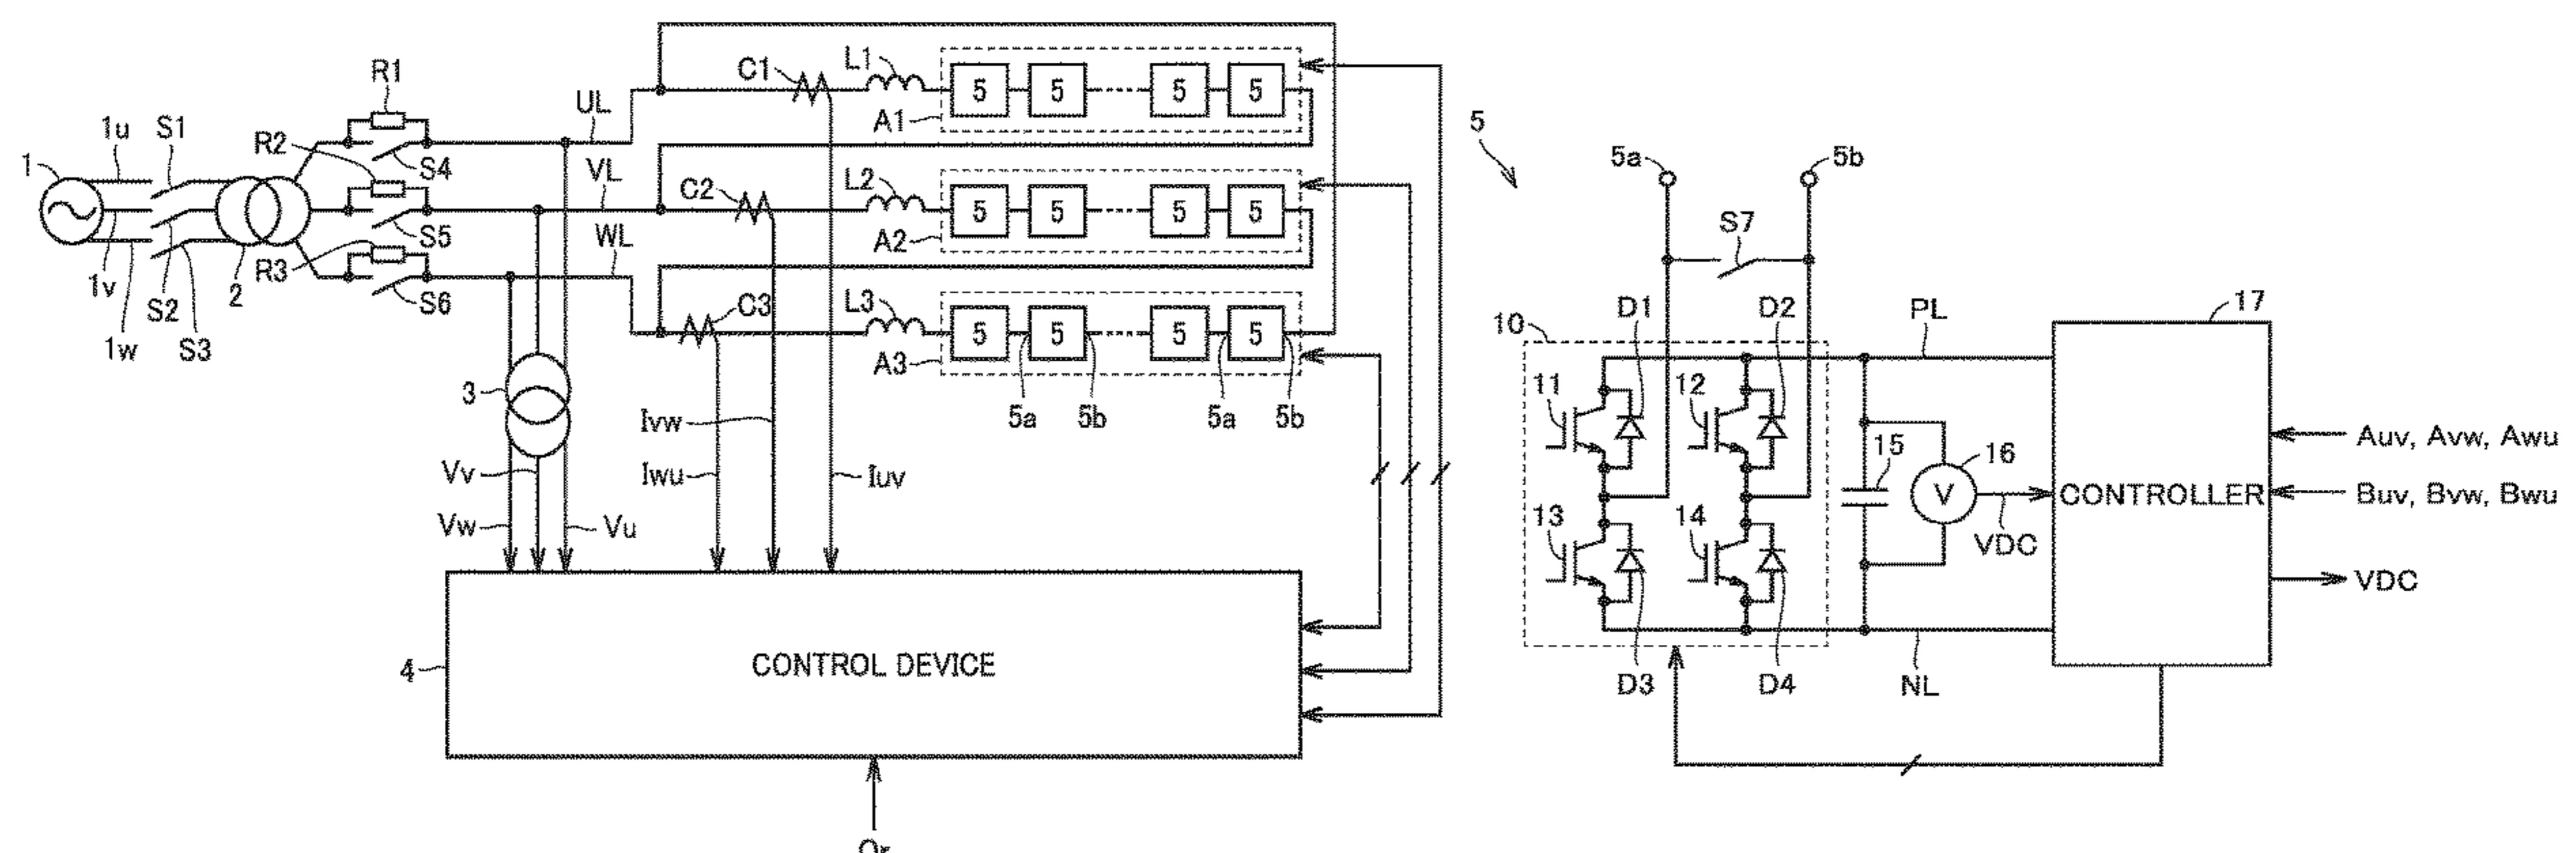 R1
C1
L1
5 5 5 5
UL
1u S1
A1
5
R2
S4
VL
5a 5b
1
C2
L2
5 5 5 5
S7
WL
S5
A2
1v S2
R3
2
C3
L3
5 5 5 5
S6
1w S3
A3
5a 5b 5a 5b
10
D1 D2
PL
17
3
11 12
Ivw
15 16
V
Auv, Avw, Awu
Iwu Iuv
Vv
CONTROLLER
Buv, Bvw, Bwu
Vw Vu
13 14
VDC
VDC
4
CONTROL DEVICE
D3 D4
NL
Qr